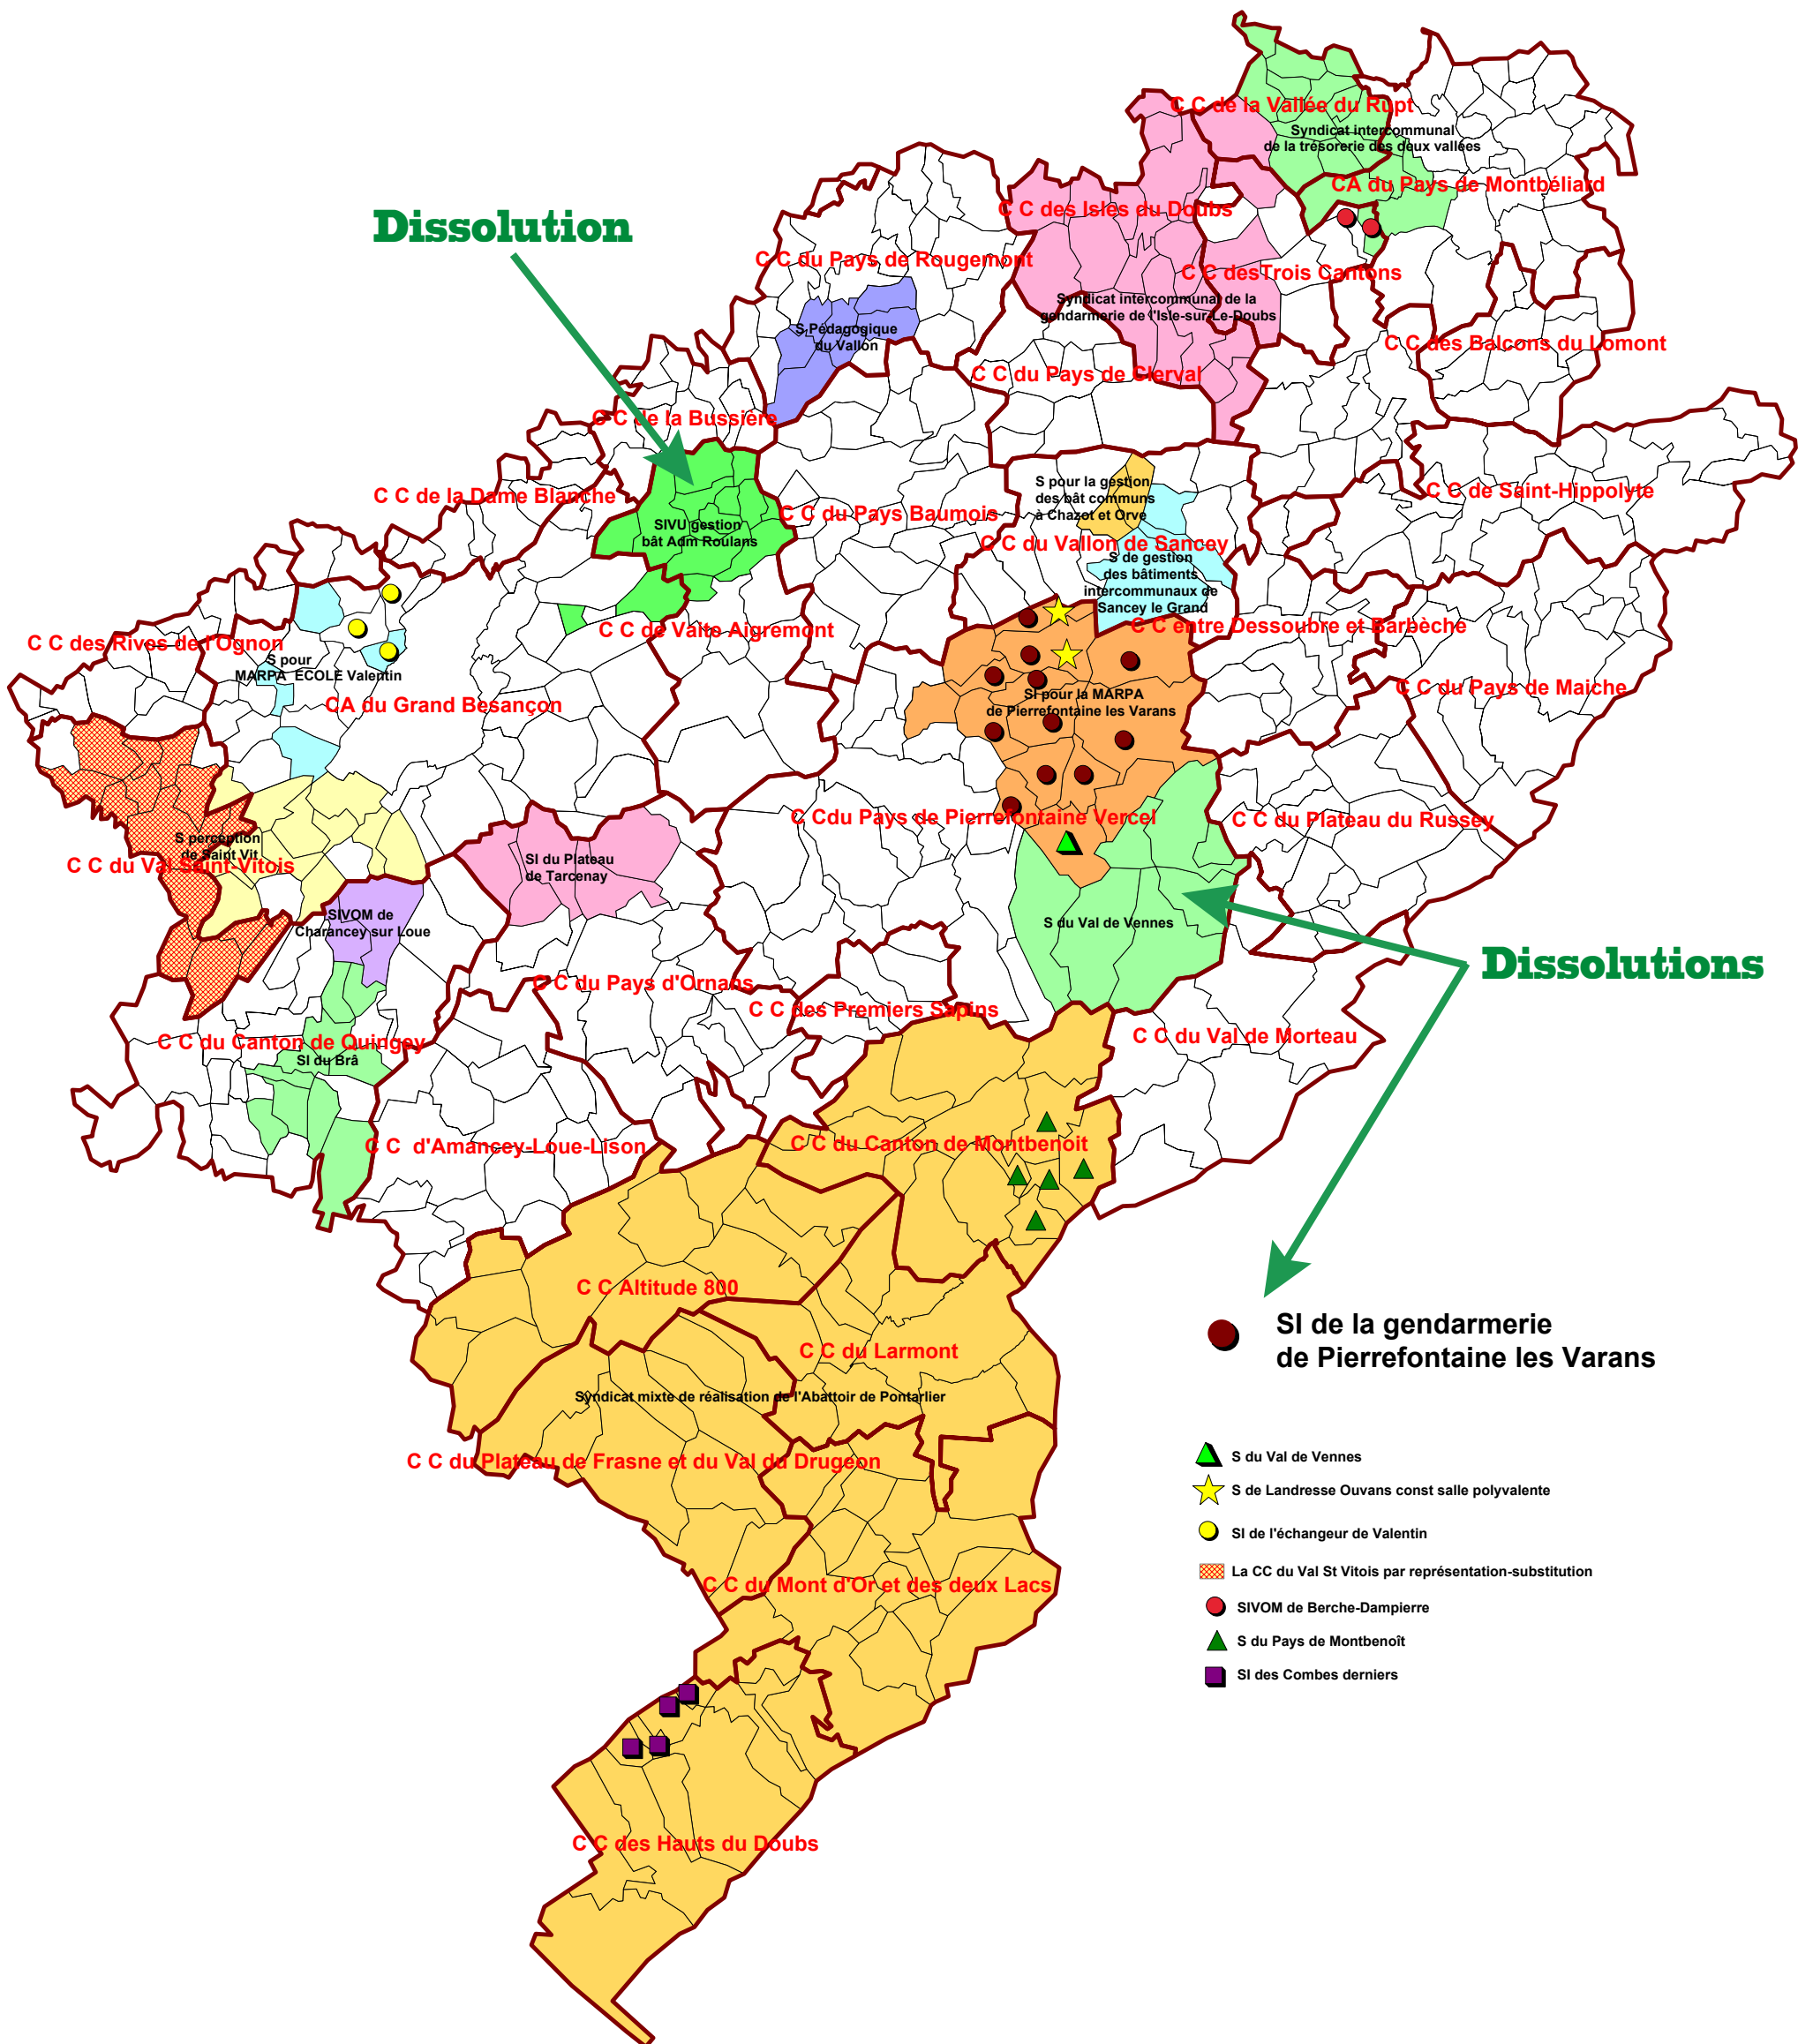 C C de la Vallée du Rupt
Syndicat intercommunal
de la trésorerie des deux vallées
CA du Pays de Montbéliard
C C des Isles du Doubs
Dissolution
C C du Pays de Rougemont
C C desTrois Cantons
Syndicat intercommunal de la
gendarmerie de l'Isle-sur-Le-Doubs
S Pédagogique
du Vallon
C C des Balcons du Lomont
C C du Pays de Clerval
C C de la Bussière
S pour la gestion
des bât communs
à Chazot et Orve
C C de Saint-Hippolyte
C C de la Dame Blanche
C C du Pays Baumois
SIVU gestion
bât Adm Roulans
C C du Vallon de Sancey
S de gestion
des bâtiments
intercommunaux de
Sancey le Grand
C C entre Dessoubre et Barbèche
C C de Vaite Aigremont
C C des Rives de l'Ognon
S pour
MARPA ECOLE Valentin
C C du Pays de Maiche
SI pour la MARPA
de Pierrefontaine les Varans
CA du Grand Besançon
C Cdu Pays de Pierrefontaine Vercel
C C du Plateau du Russey
S perception
de Saint Vit
C C du Val Saint-Vitois
SI du Plateau
de Tarcenay
SIVOM de
Charancey sur Loue
S du Val de Vennes
Dissolutions
C C du Pays d'Ornans
C C des Premiers Sapins
C C du Val de Morteau
C C du Canton de Quingey
SI du Brâ
C C d'Amancey-Loue-Lison
C C du Canton de Montbenoit
C C Altitude 800
SI de la gendarmerie
de Pierrefontaine les Varans
C C du Larmont
Syndicat mixte de réalisation de l'Abattoir de Pontarlier
C C du Plateau de Frasne et du Val du Drugeon
S du Val de Vennes
S de Landresse Ouvans const salle polyvalente
SI de l'échangeur de Valentin
La CC du Val St Vitois par représentation-substitution
C C du Mont d'Or et des deux Lacs
SIVOM de Berche-Dampierre
S du Pays de Montbenoît
SI des Combes derniers
C C des Hauts du Doubs